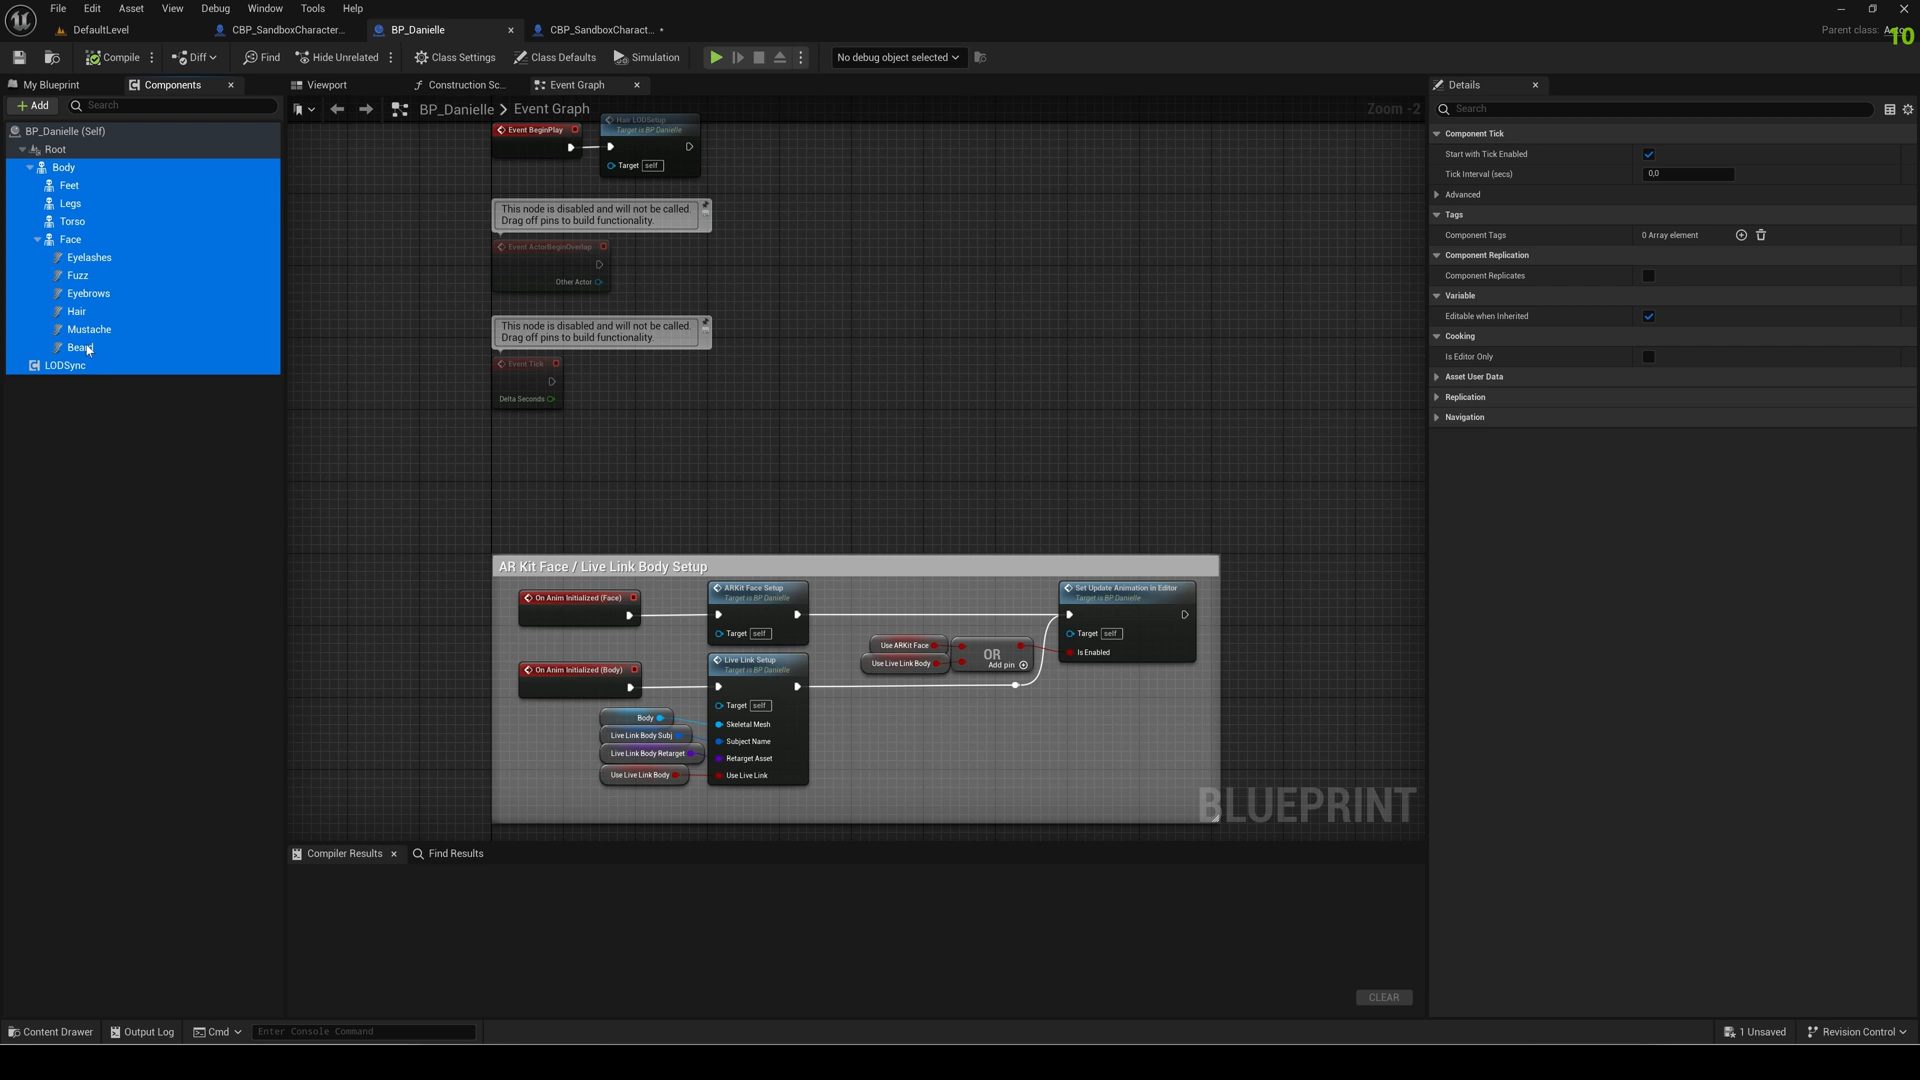 File Edit Asset View Debug Window Tools Help
DefaultLevel
CBP_SandboxCharacter...
BP_Danielle
CBP_SandboxCharact... •
Parent class: Ac
10
Compile
Diff
Find
Hide Unrelated
Class Settings
Class Defaults
Simulation
No debug object selected
My Blueprint
Components
Viewport
Construction Sc...
Event Graph
Details
Add
Search
BP_Danielle > Event Graph
Zoom -2
Search
BP_Danielle (Self)
Root
Body
Feet
Legs
Torso
Face
Eyelashes
Fuzz
Eyebrows
Hair
Mustache
Beard
LODSync
Event BeginPlay
Hair LODSetup
Target is BP Danielle
Target self
This node is disabled and will not be called.
Drag off pins to build functionality.
Event ActorBeginOverlap
Other Actor
This node is disabled and will not be called.
Drag off pins to build functionality.
Event Tick
Delta Seconds
AR Kit Face / Live Link Body Setup
On Anim Initialized (Face)
ARKit Face Setup
Target is BP Danielle
Target self
Set Update Animation in Editor
Target is BP Danielle
Target self
Is Enabled
Use ARKit Face
Use Live Link Body
OR
Add pin
On Anim Initialized (Body)
Live Link Setup
Target is BP Danielle
Target self
Body
Skeletal Mesh
Live Link Body Subj
Subject Name
Live Link Body Retarget
Retarget Asset
Use Live Link Body
Use Live Link
BLUEPRINT
Component Tick
Start with Tick Enabled
Tick Interval (secs) 0,0
Advanced
Tags
Component Tags 0 Array element
Component Replication
Component Replicates
Variable
Editable when Inherited
Cooking
Is Editor Only
Asset User Data
Replication
Navigation
Compiler Results
Find Results
CLEAR
Content Drawer
Output Log
Cmd
Enter Console Command
1 Unsaved
Revision Control